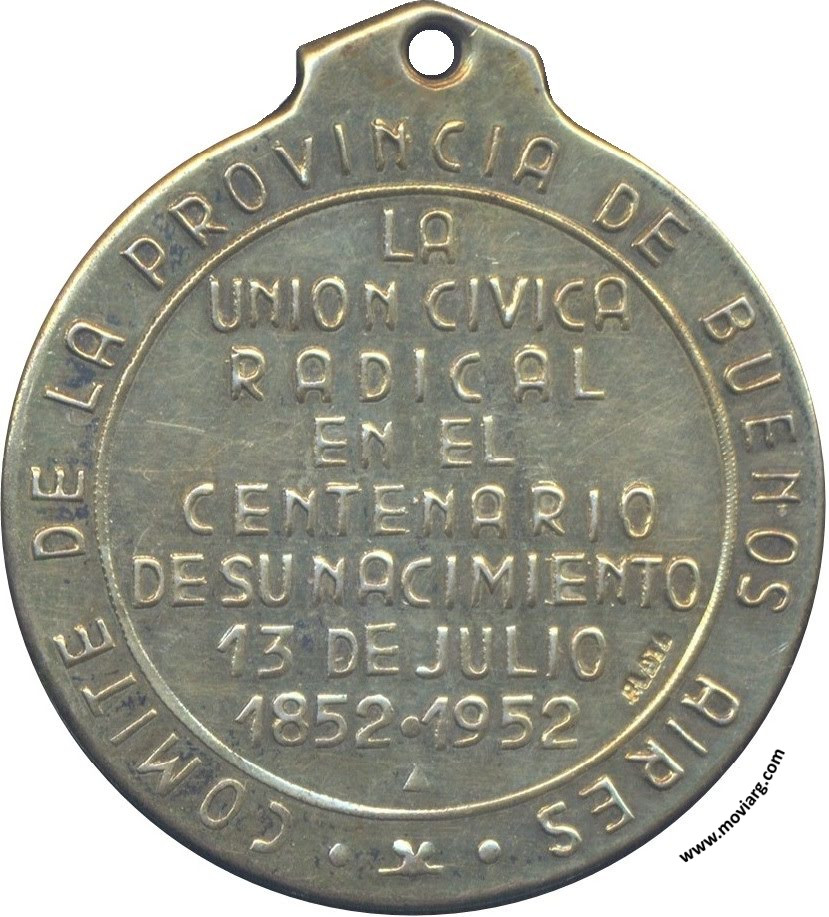 COMITE DE LA PROVINCIA DE BUENOS AIRES
LA
UNION CIVICA
RADICAL
EN EL
CENTENARIO
DE SU NACIMIENTO
13 DE JULIO
1852•1952
www.moviarg.com